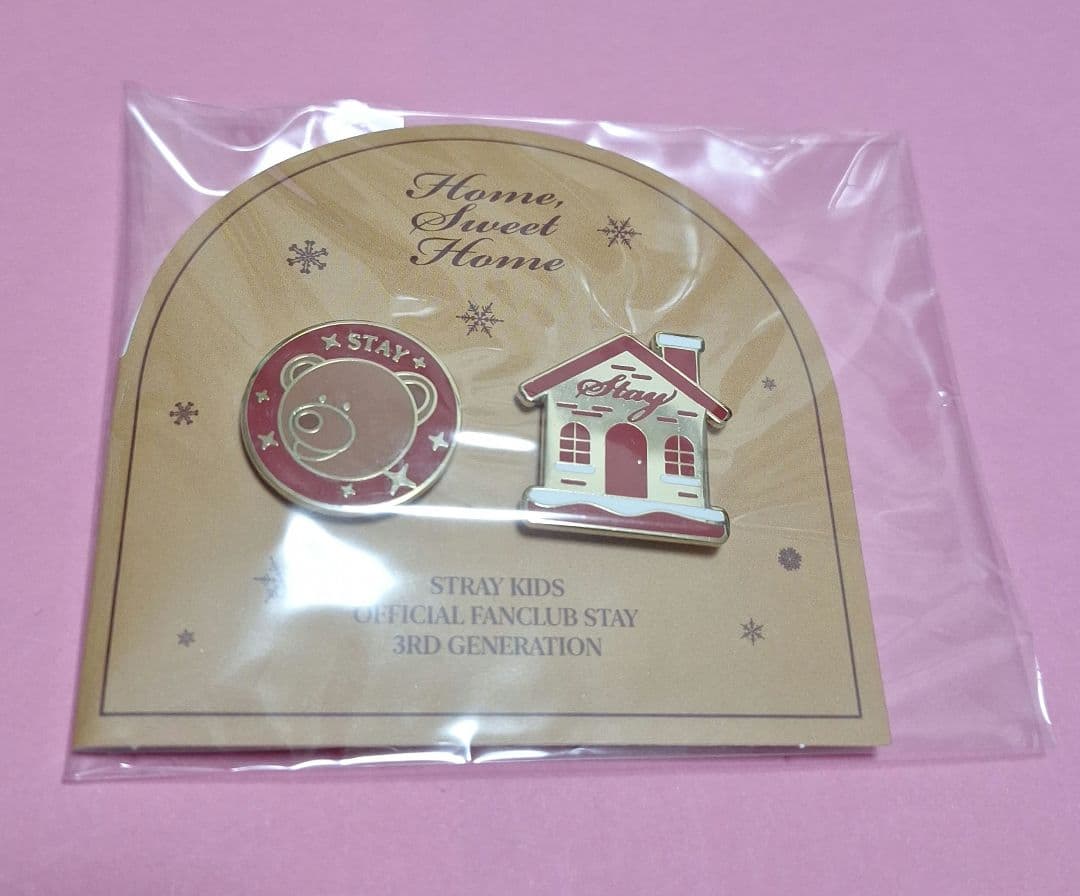 Home,
Sweet
Home
STAY
Stay
STRAY KIDS
OFFICIAL FANCLUB STAY
3RD GENERATION